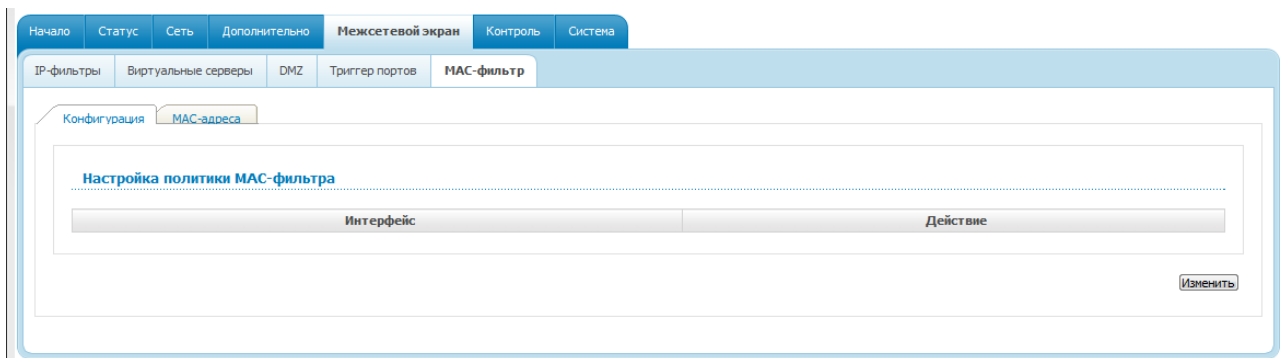 Начало Статус Сеть Дополнительно Межсетевой экран Контроль Система
IP-фильтры Виртуальные серверы DMZ Триггер портов MAC-фильтр
Конфигурация MAC-адреса
Настройка политики MAC-фильтра
Интерфейс Действие
Изменить